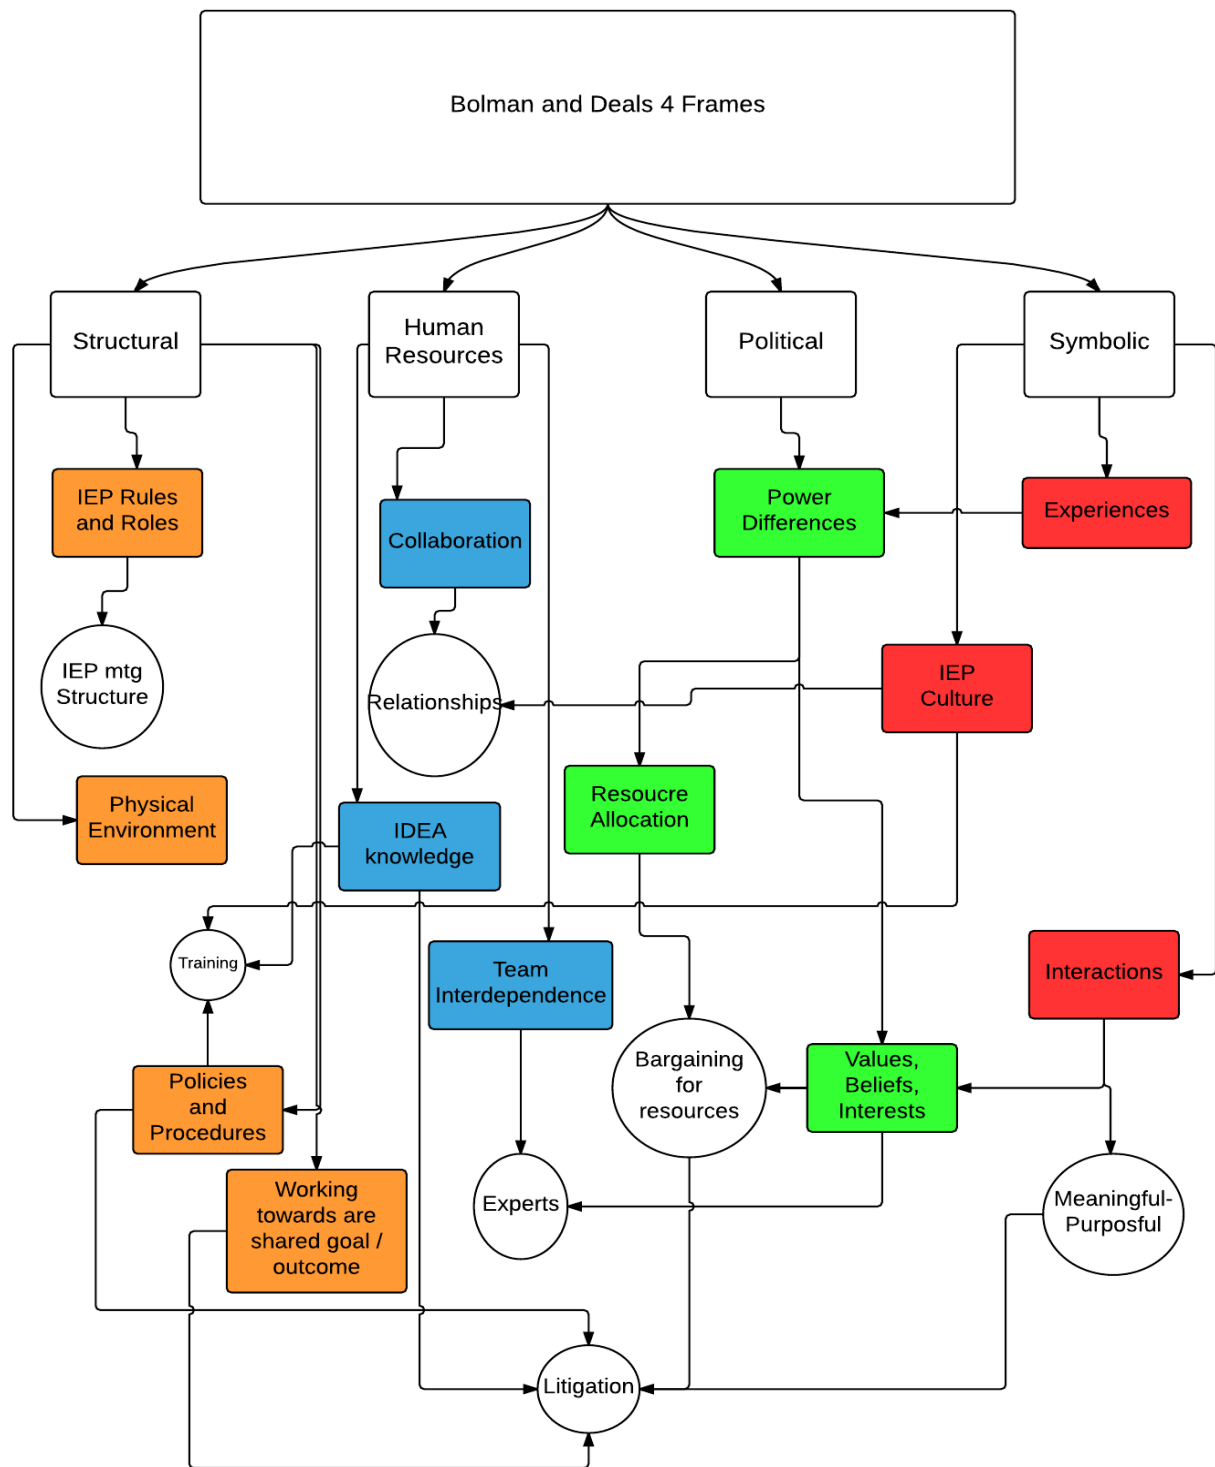 Bolman and Deals 4 Frames
Structural
Human
Resources
Political
Symbolic
IEP Rules
and Roles
Power
Differences
Experiences
Collaboration
IEP mtg
Structure
Relationships
IEP
Culture
Physical
Environment
Resoucre
Allocation
IDEA
knowledge
Training
Team
Interdependence
Interactions
Policies
and
Procedures
Bargaining
for
resources
Values,
Beliefs,
Interests
Working
towards are
shared goal /
outcome
Experts
Meaningful-
Purposful
Litigation